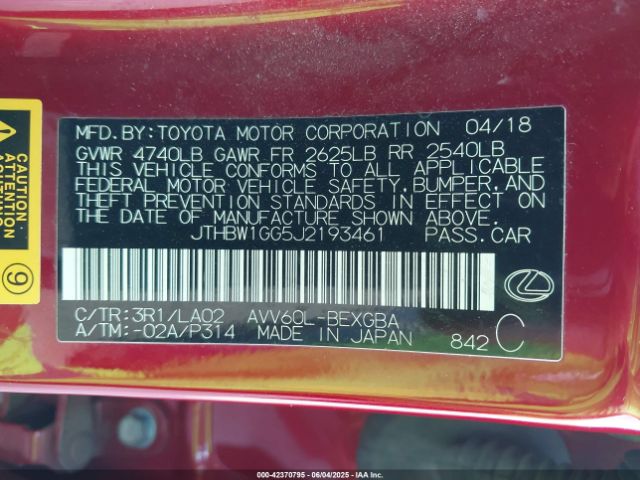 MFD.BY:TOYOTA MOTOR CORPORATION 04/18
GVWR 4740LB GAWR FR 2625LB RR 2540LB
THIS VEHICLE CONFORMS TO ALL APPLICABLE
FEDERAL MOTOR VEHICLE SAFETY, BUMPER, AND
THEFT PREVENTION STANDARDS IN EFFECT ON
THE DATE OF MANUFACTURE SHOWN ABOVE.
JTHBW1GG5J2193461 PASS.CAR
C/TR:3R1/LA02 AVV60L-BEXGBA
A/TM:-02A/P314 MADE IN JAPAN 842 C
ATTENTION
9
000-42370795 - 06/04/2025 - IAA Inc.